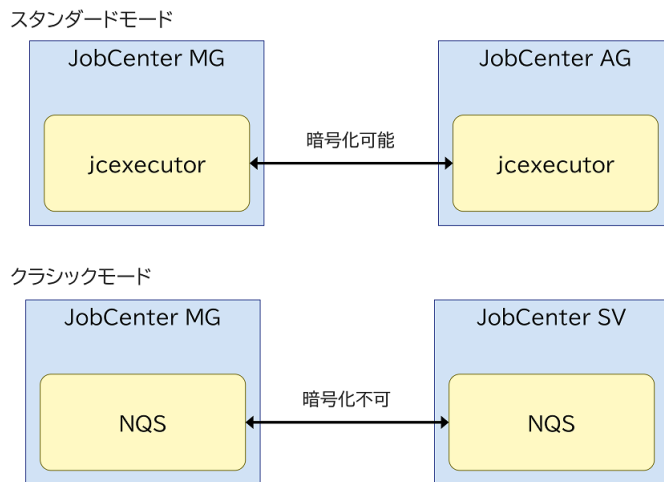 スタンダードモード
JobCenter MG
JobCenter AG
jcexecutor
暗号化可能
jcexecutor
クラシックモード
JobCenter MG
JobCenter SV
NQS
暗号化不可
NQS